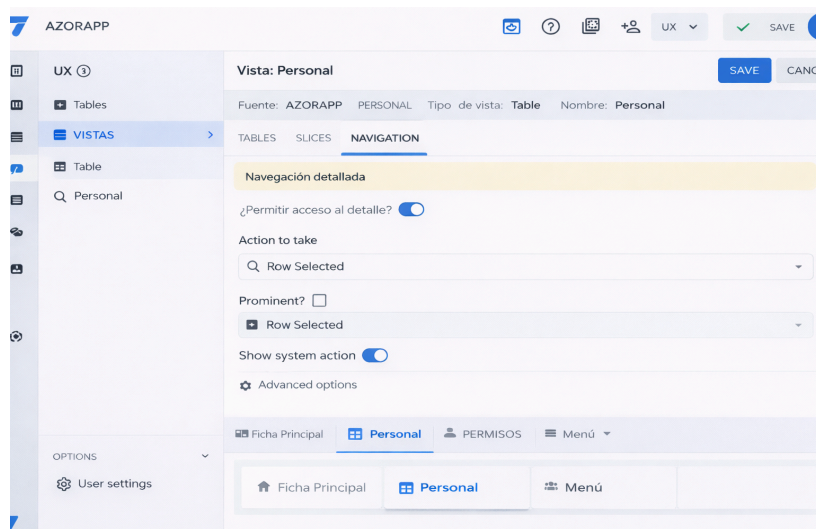 AZORAPP
UX
SAVE
UX 3
Vista: Personal
SAVE
CANC
Tables
Fuente: AZORAPP PERSONAL Tipo de vista: Table Nombre: Personal
VISTAS
TABLES SLICES NAVIGATION
Table
Navegación detallada
Personal
¿Permitir acceso al detalle?
Action to take
Row Selected
Prominent?
Row Selected
Show system action
Advanced options
Ficha Principal Personal PERMISOS Menú
OPTIONS
User settings
Ficha Principal Personal Menú